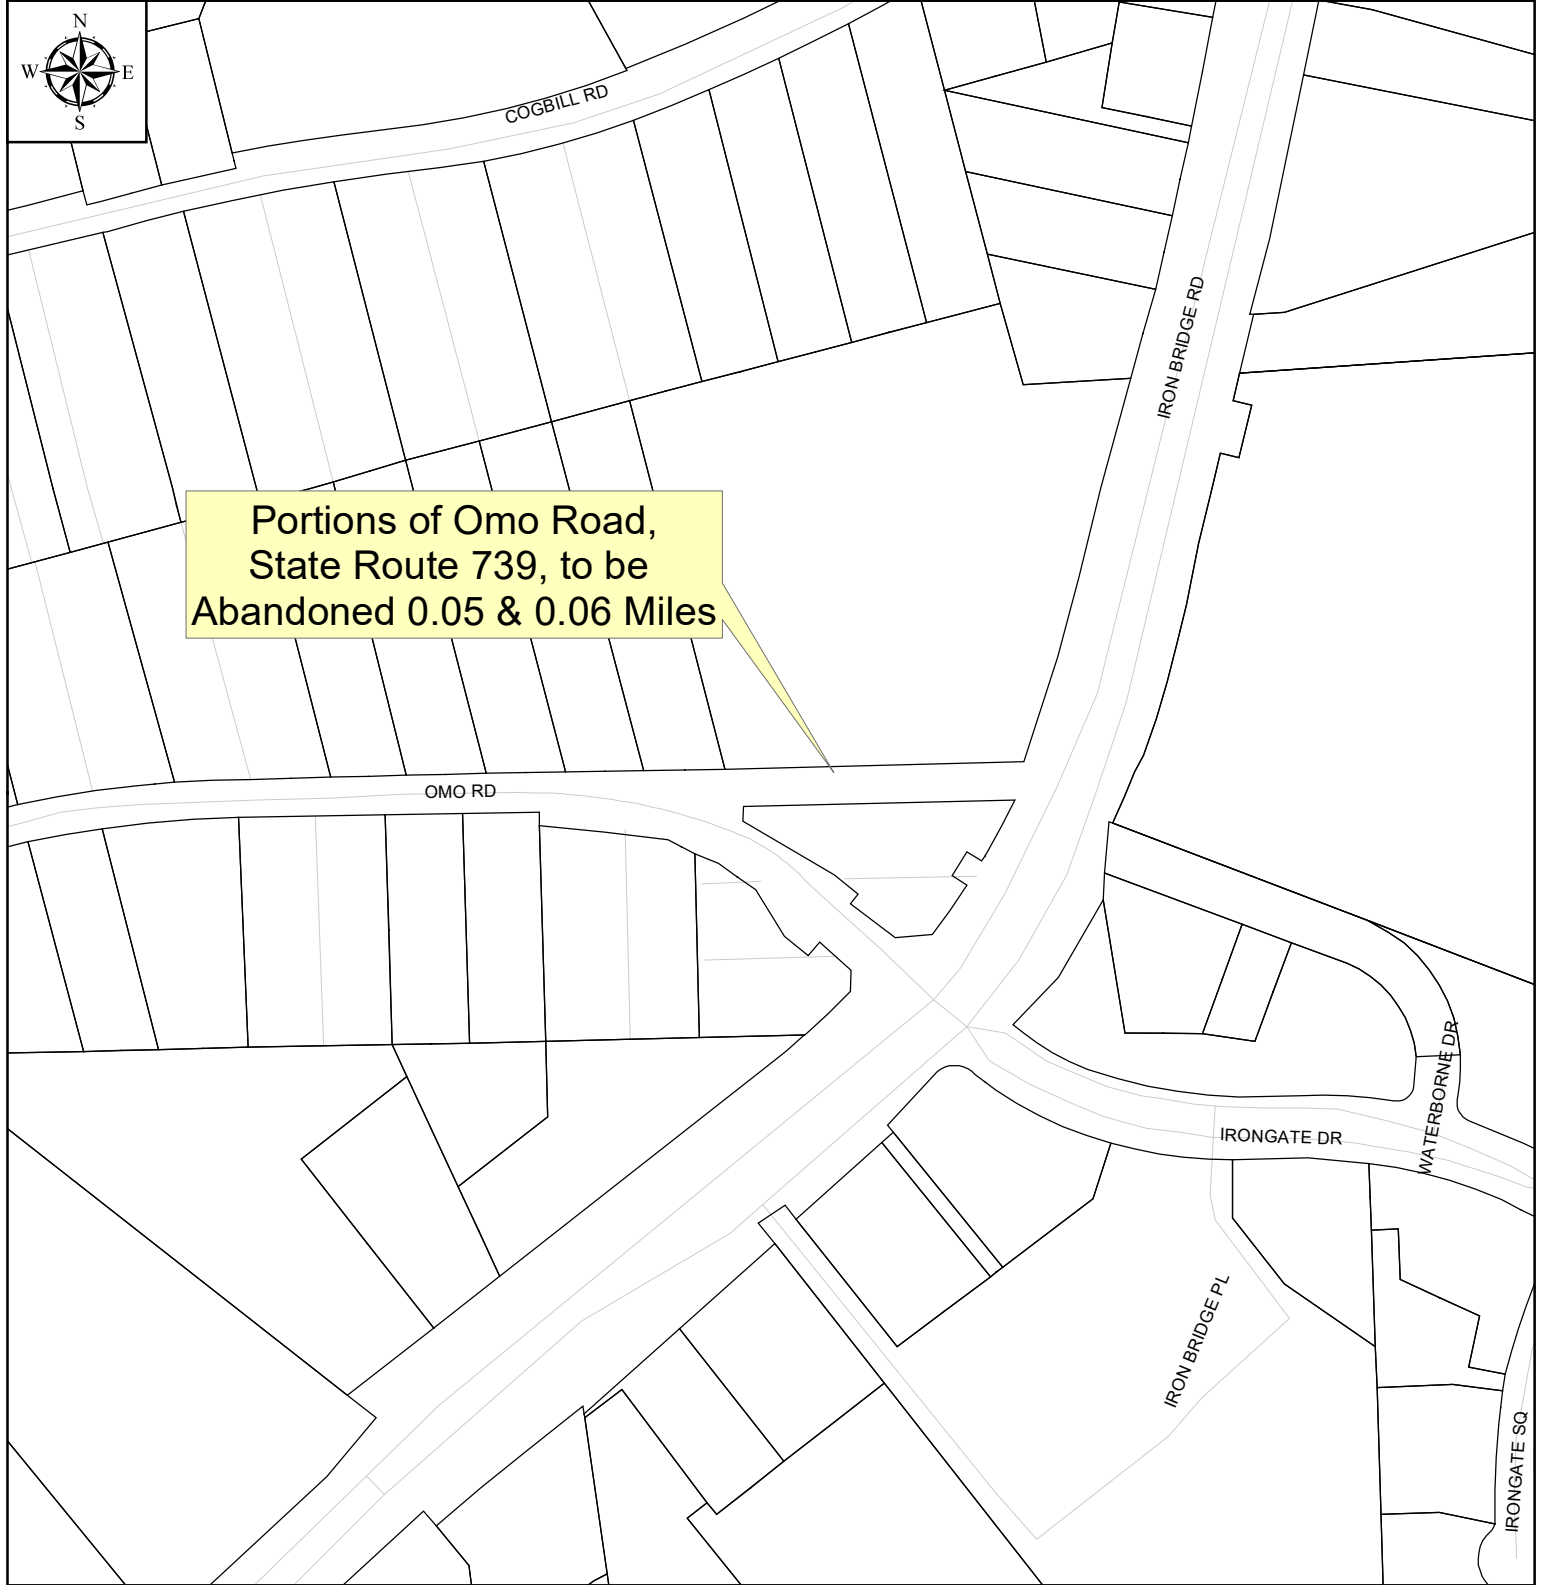 N
W E
S
COGBILL RD
IRON BRIDGE RD
Portions of Omo Road,
State Route 739, to be
Abandoned 0.05 & 0.06 Miles
OMO RD
WATERBORNE DR
IRONGATE DR
IRON BRIDGE PL
IRONGATE SQ